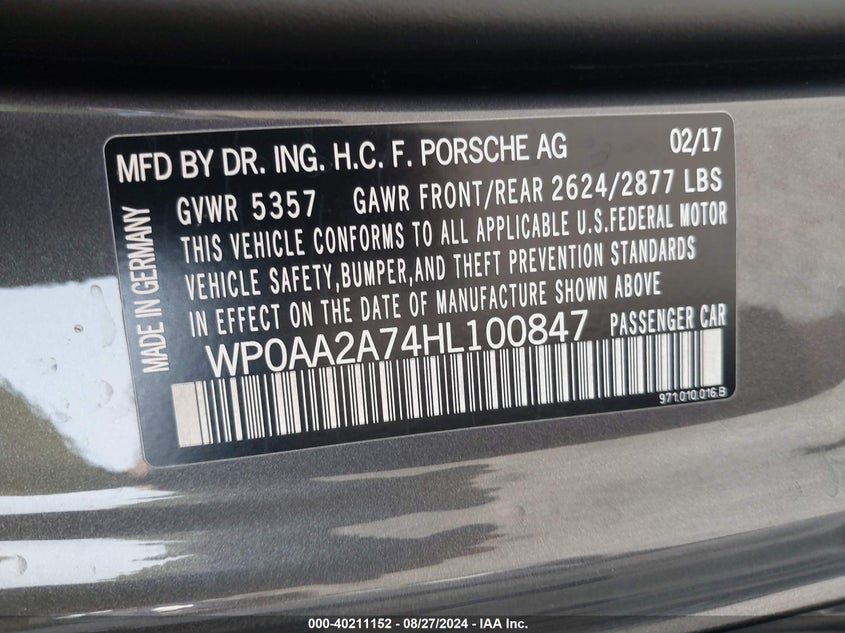 MFD BY DR. ING. H.C. F. PORSCHE AG 02/17
GVWR 5357 GAWR FRONT/REAR 2624/2877 LBS
THIS VEHICLE CONFORMS TO ALL APPLICABLE U.S.FEDERAL MOTOR
VEHICLE SAFETY,BUMPER,AND THEFT PREVENTION STANDARDS
IN EFFECT ON THE DATE OF MANUFACTURE SHOWN ABOVE
WP0AA2A74HL100847 PASSENGER CAR
MADE IN GERMANY
971.010.016.B
000-40211152 - 08/27/2024 - IAA Inc.